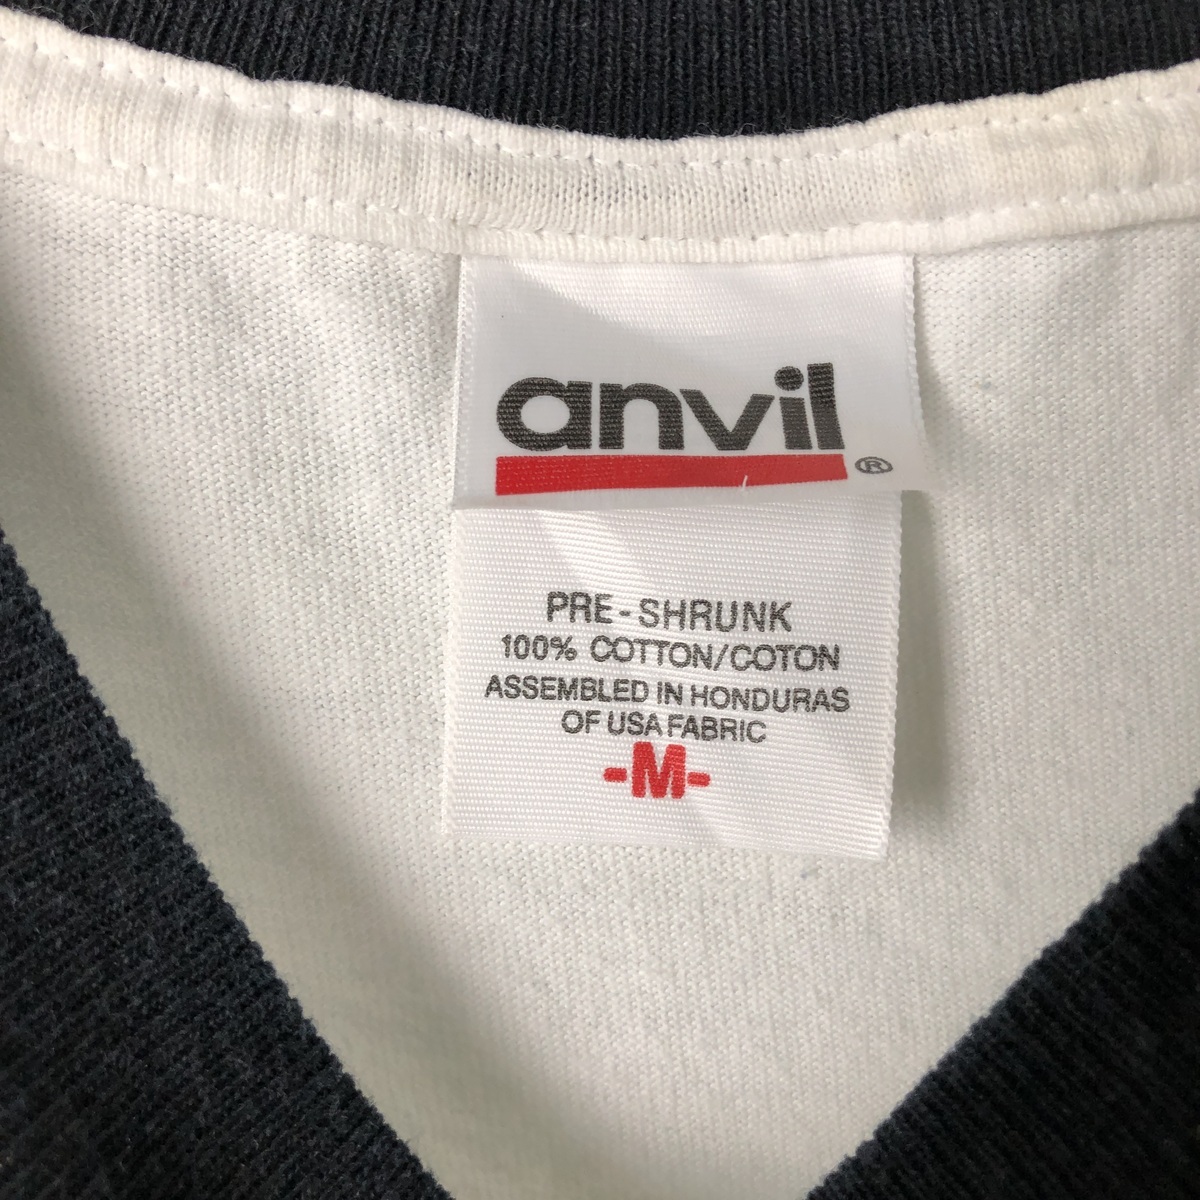 anvil®
PRE-SHRUNK
100% COTTON/COTON
ASSEMBLED IN HONDURAS
OF USA FABRIC
-M-